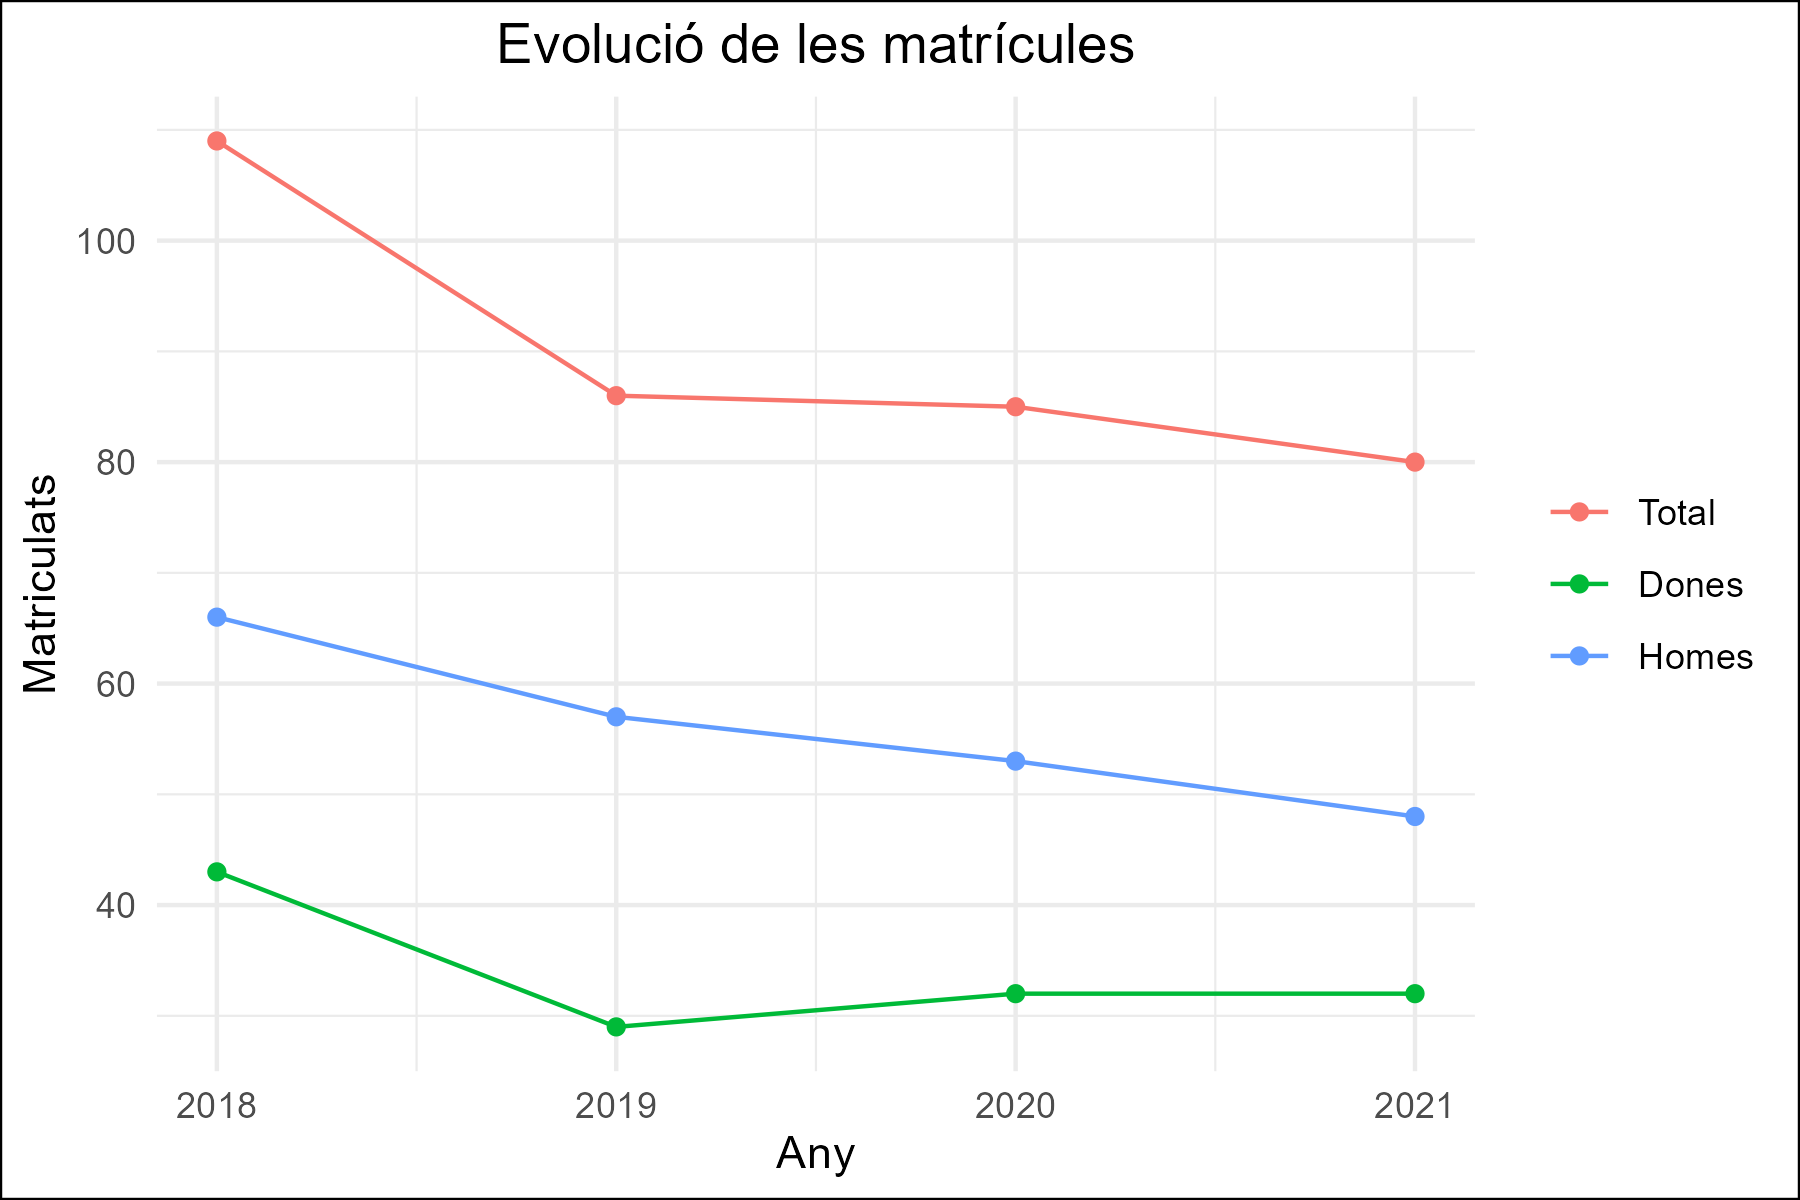 Evolució de les matrícules
Matriculats
100
80
60
40
2018
2019
2020
2021
Any
Total
Dones
Homes